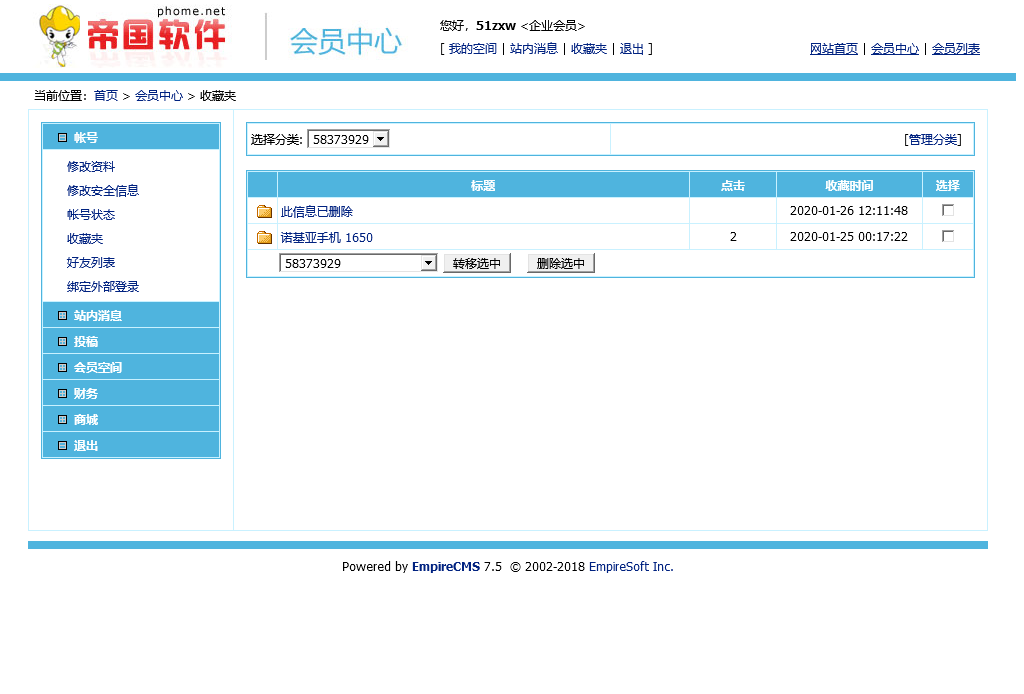 phome.net
帝国软件
会员中心
您好，51zxw <企业会员>
[ 我的空间 | 站内消息 | 收藏夹 | 退出 ]
网站首页 | 会员中心 | 会员列表
当前位置：首页 > 会员中心 > 收藏夹
帐号
修改资料
修改安全信息
帐号状态
收藏夹
好友列表
绑定外部登录
站内消息
投稿
会员空间
财务
商城
退出
选择分类: 58373929 [管理分类]
标题 点击 收藏时间 选择
此信息已删除 2020-01-26 12:11:48
诺基亚手机 1650 2 2020-01-25 00:17:22
58373929 转移选中 删除选中
Powered by EmpireCMS 7.5 © 2002-2018 EmpireSoft Inc.